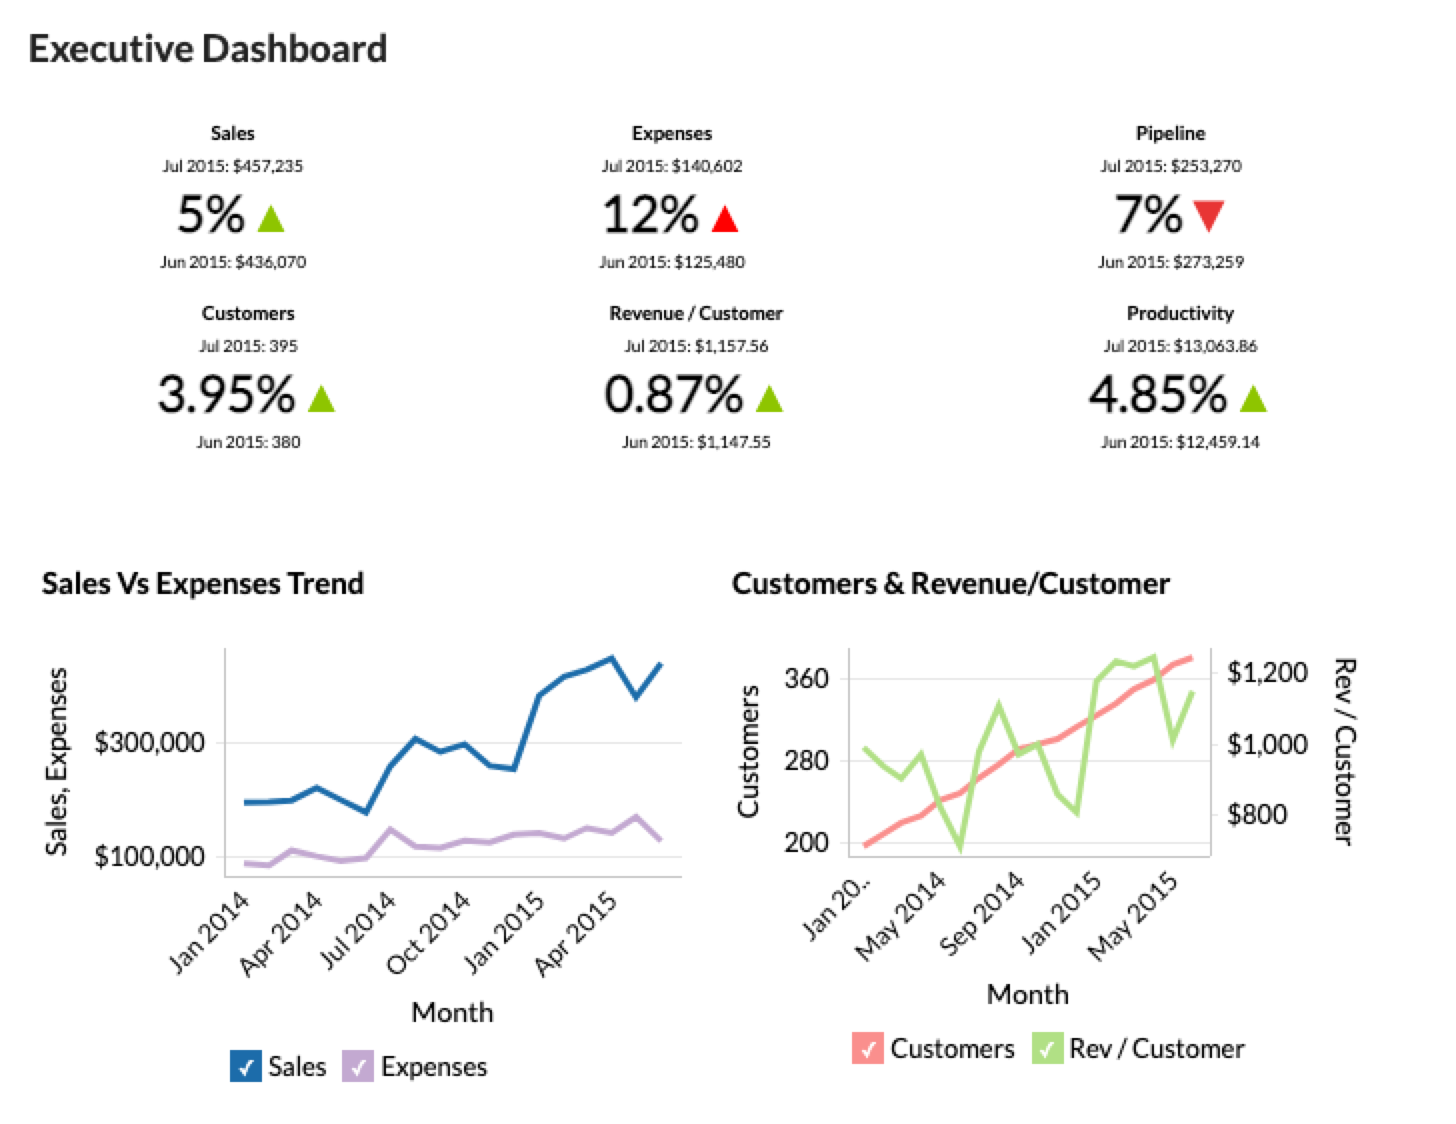 Executive Dashboard
Sales
Jul 2015: $457,235
5%
Jun 2015: $436,070
Expenses
Jul 2015: $140,602
12%
Jun 2015: $125,480
Pipeline
Jul 2015: $253,270
7%
Jun 2015: $273,259
Customers
Jul 2015: 395
3.95%
Jun 2015: 380
Revenue / Customer
Jul 2015: $1,157.56
0.87%
Jun 2015: $1,147.55
Productivity
Jul 2015: $13,063.86
4.85%
Jun 2015: $12,459.14
Sales Vs Expenses Trend
Sales, Expenses
$300,000
$100,000
Jan 2014
Apr 2014
Jul 2014
Oct 2014
Jan 2015
Apr 2015
Month
Sales
Expenses
Customers & Revenue/Customer
Customers
360
280
200
$1,200
$1,000
$800
Rev / Customer
Jan 20..
May 2014
Sep 2014
Jan 2015
May 2015
Month
Customers
Rev / Customer